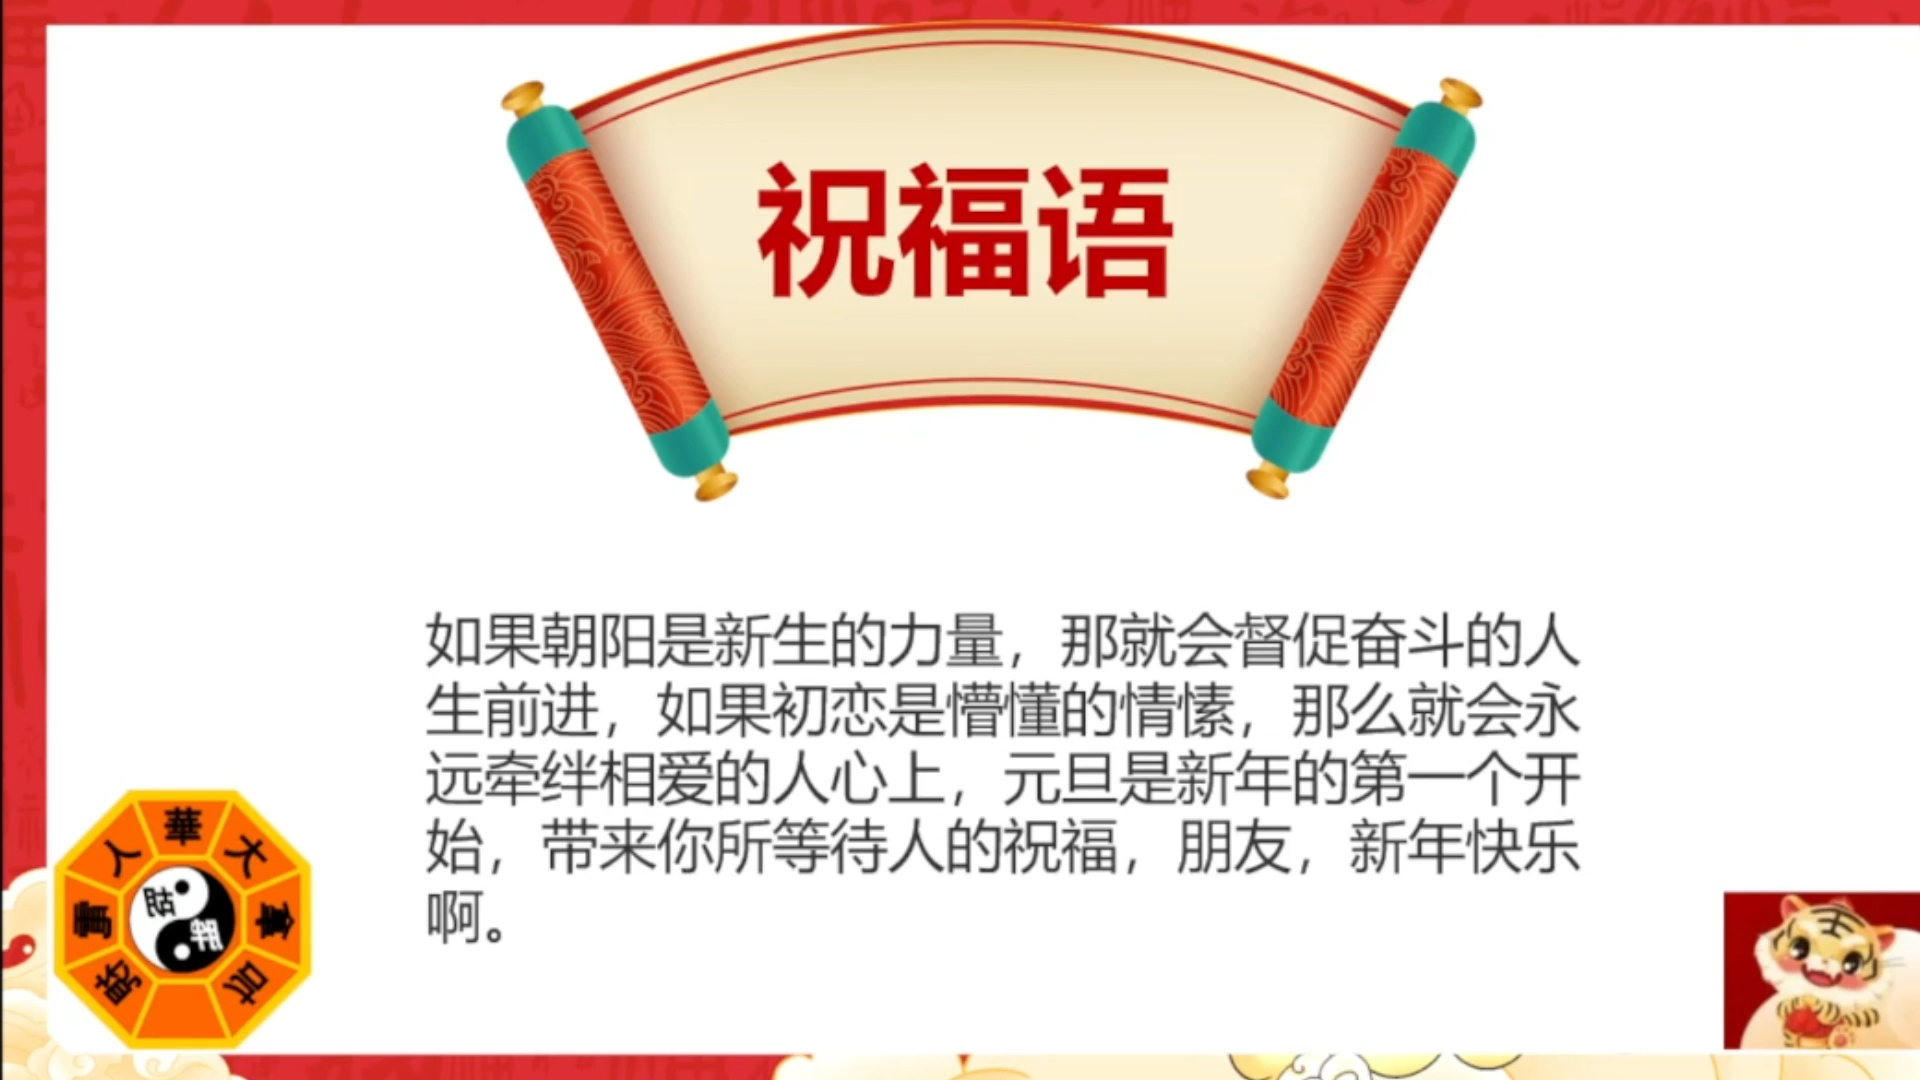 祝福语
如果朝阳是新生的力量，那就会督促奋斗的人
生前进，如果初恋是懵懂的情愫，那么就会永
远牵绊相爱的人心上，元旦是新年的第一个开
始，带来你所等待人的祝福，朋友，新年快乐
啊。
人 華 大